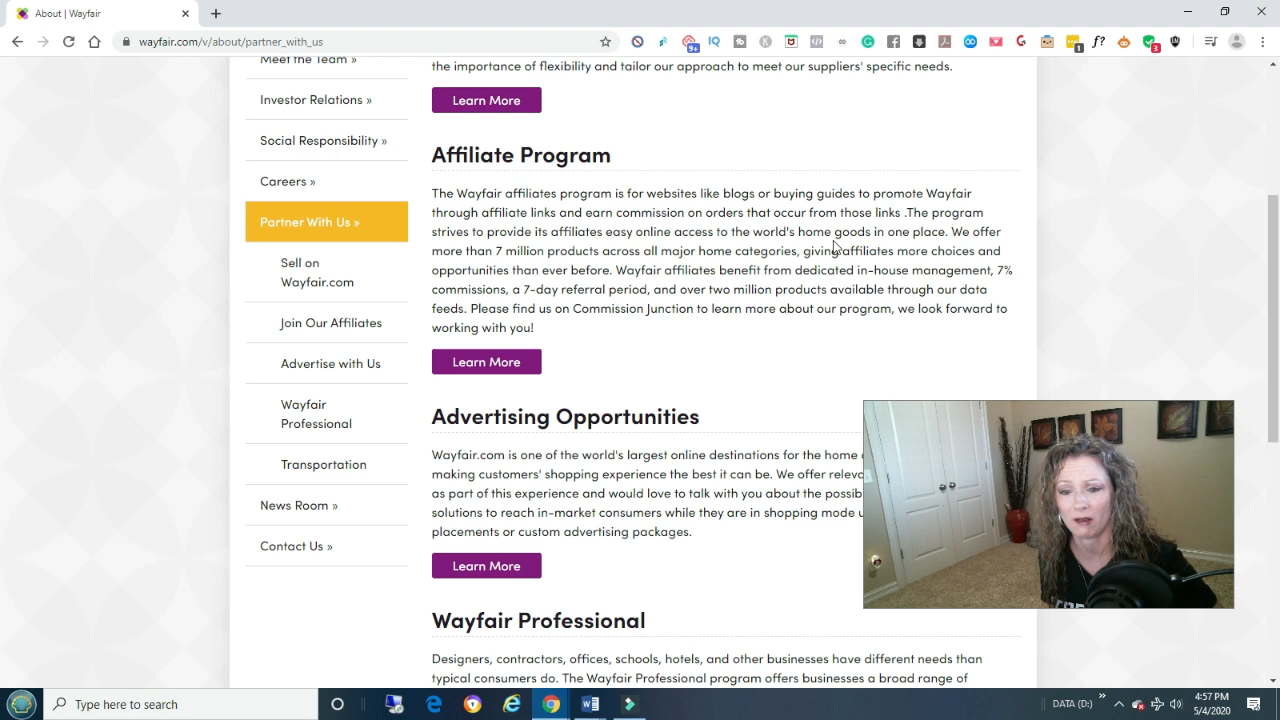 About | Wayfair
wayfair.com/v/about/partner_with_us
9+
IQ
f?
1
3
Meet the Team »
Investor Relations »
Social Responsibility »
Careers »
Partner With Us »
Sell on
Wayfair.com
Join Our Affiliates
Advertise with Us
Wayfair
Professional
Transportation
News Room »
Contact Us »
the importance of flexibility and tailor our approach to meet our suppliers' specific needs.
Learn More
Affiliate Program
The Wayfair affiliates program is for websites like blogs or buying guides to promote Wayfair
through affiliate links and earn commission on orders that occur from those links .The program
strives to provide its affiliates easy online access to the world's home goods in one place. We offer
more than 7 million products across all major home categories, giving affiliates more choices and
opportunities than ever before. Wayfair affiliates benefit from dedicated in-house management, 7%
commissions, a 7-day referral period, and over two million products available through our data
feeds. Please find us on Commission Junction to learn more about our program, we look forward to
working with you!
Learn More
Advertising Opportunities
Wayfair.com is one of the world's largest online destinations for the home
making customers' shopping experience the best it can be. We offer
as part of this experience and would love to talk with you about the
solutions to reach in-market consumers while they are in shopping mode
placements or custom advertising packages.
Learn More
Wayfair Professional
Designers, contractors, offices, schools, hotels, and other businesses have different needs than
typical consumers do. The Wayfair Professional program offers businesses a broad range of
Type here to search
DATA (D:)
4:57 PM
5/4/2020